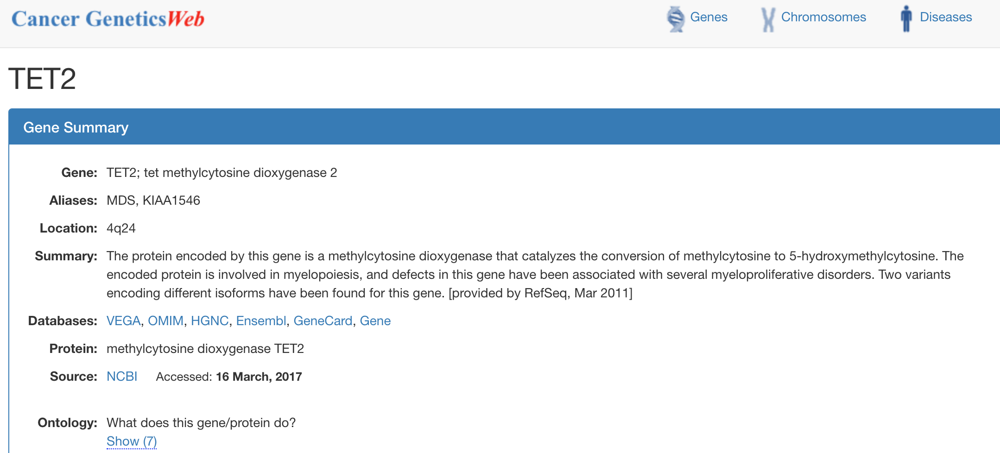 Cancer GeneticsWeb
Genes
Chromosomes
Diseases
TET2
Gene Summary
Gene: TET2; tet methylcytosine dioxygenase 2
Aliases: MDS, KIAA1546
Location: 4q24
Summary: The protein encoded by this gene is a methylcytosine dioxygenase that catalyzes the conversion of methylcytosine to 5-hydroxymethylcytosine. The
encoded protein is involved in myelopoiesis, and defects in this gene have been associated with several myeloproliferative disorders. Two variants
encoding different isoforms have been found for this gene. [provided by RefSeq, Mar 2011]
Databases: VEGA, OMIM, HGNC, Ensembl, GeneCard, Gene
Protein: methylcytosine dioxygenase TET2
Source: NCBI Accessed: 16 March, 2017
Ontology: What does this gene/protein do?
Show (7)